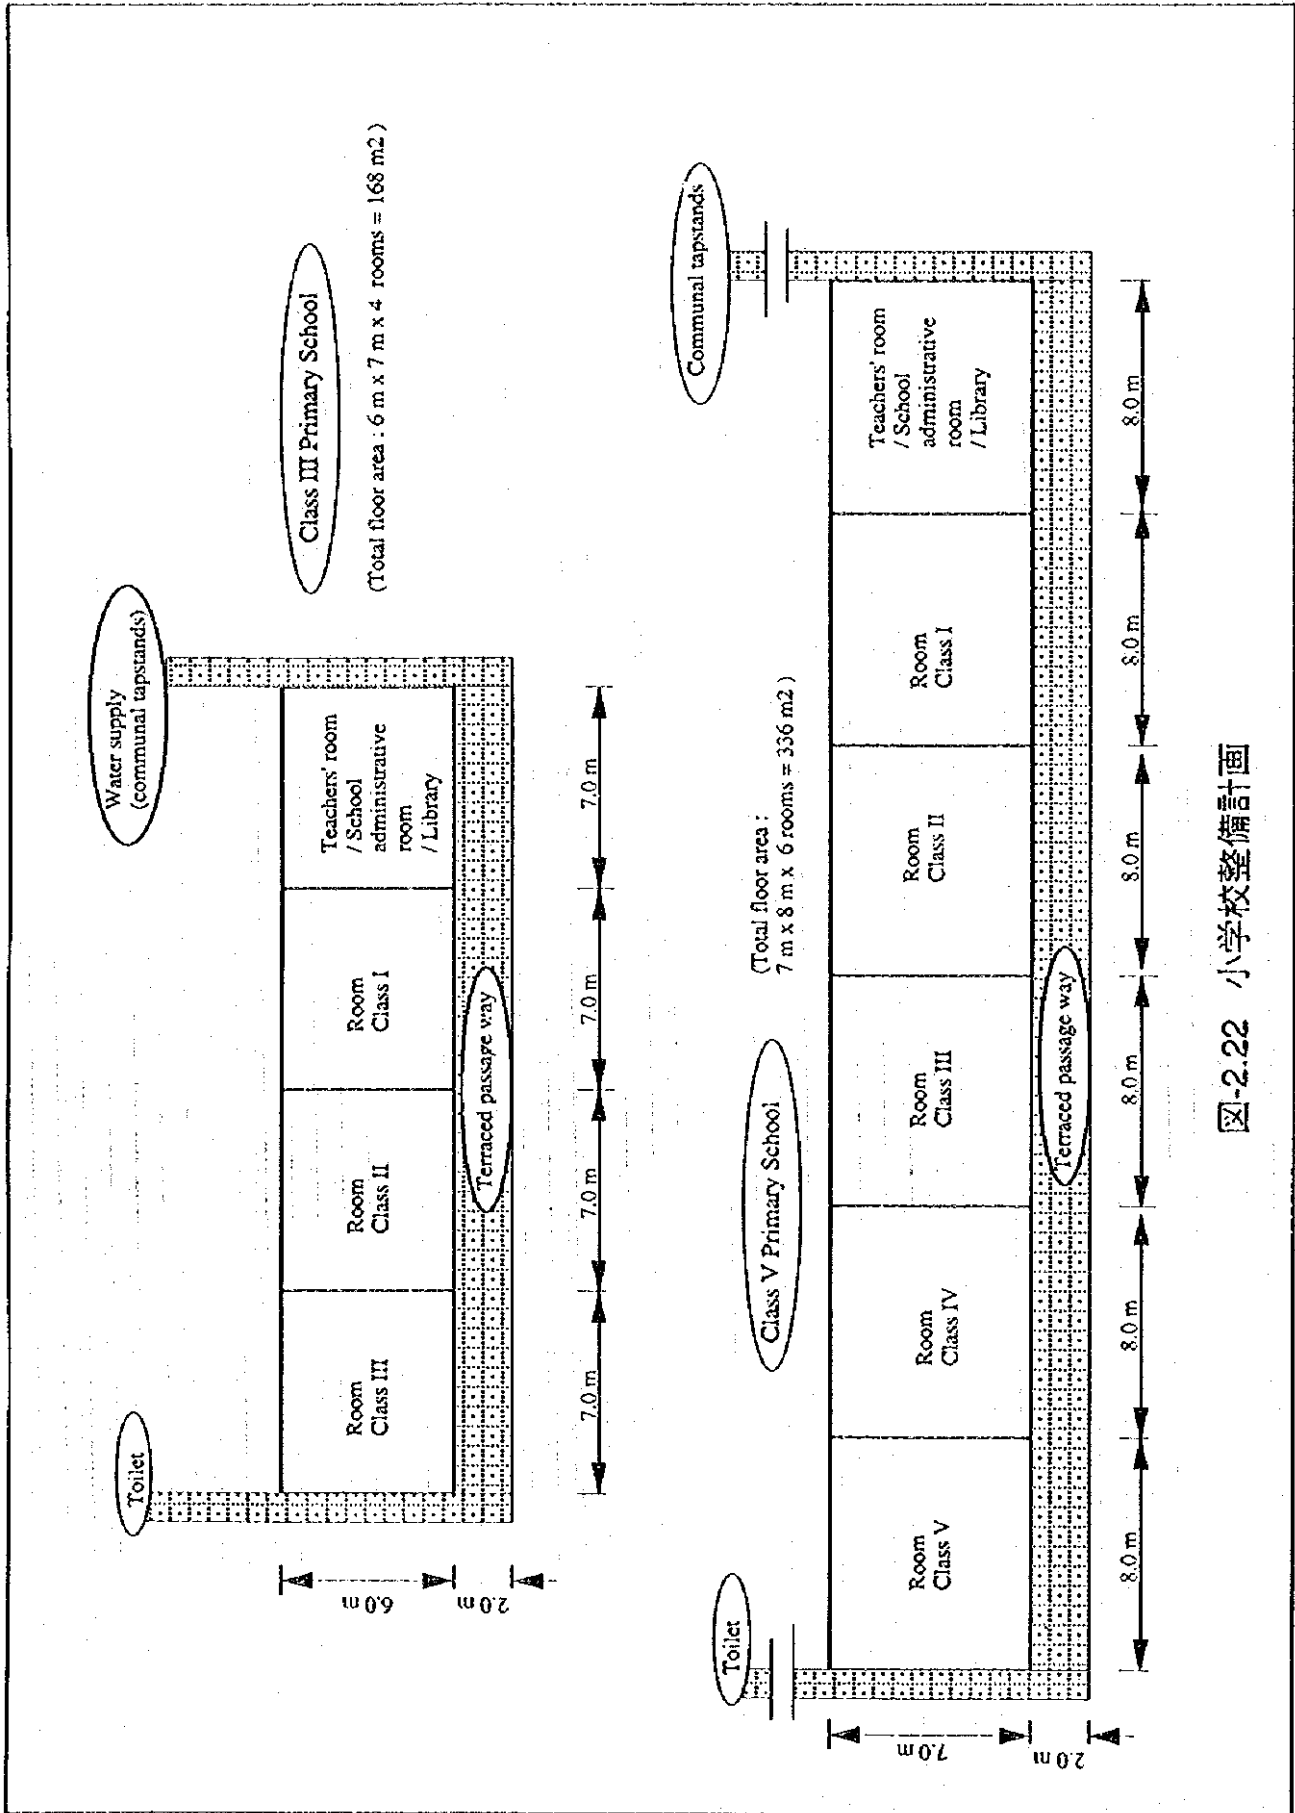 Water supply
(communal tapstands)
Toilet
Class III Primary School
(Total floor area : 6 m x 7 m x 4 rooms = 168 m2 )
6.0 m
2.0 m
Room
Class III
Room
Class II
Room
Class I
Teachers' room
/ School
administrative
room
/ Library
Terraced passage way
7.0 m
7.0 m
7.0 m
7.0 m
Communal tapstands
Toilet
Class V Primary School
(Total floor area :
7 m x 8 m x 6 rooms = 336 m2 )
7.0 m
2.0 m
Room
Class V
Room
Class IV
Room
Class III
Room
Class II
Room
Class I
Teachers' room
/ School
administrative
room
/ Library
Terraced passage way
8.0 m
8.0 m
8.0 m
8.0 m
8.0 m
8.0 m
図-2.22 小学校整備計画